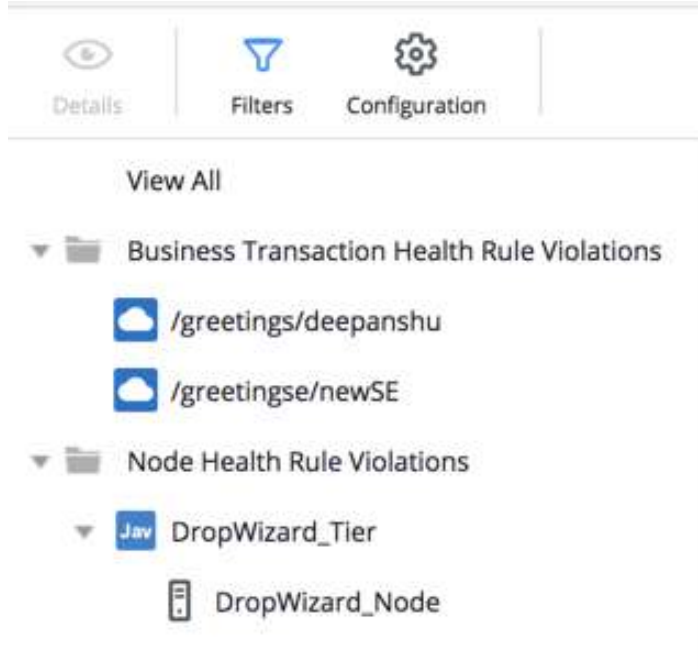 Details
Filters
Configuration
View All
Business Transaction Health Rule Violations
/greetings/deepanshu
/greetingse/newSE
Node Health Rule Violations
Jav
DropWizard_Tier
DropWizard_Node